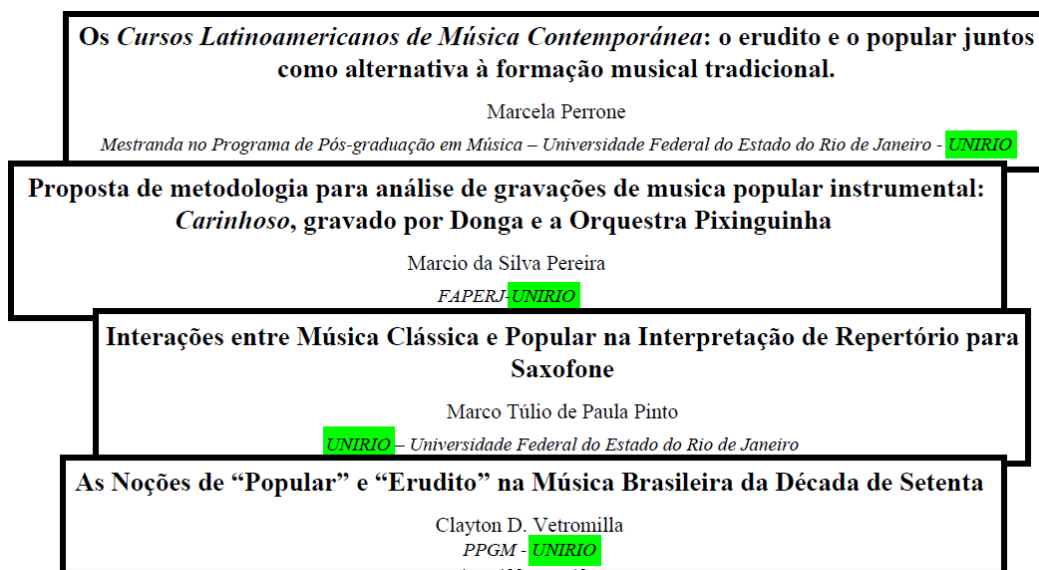 Os Cursos Latinoamericanos de Música Contemporánea: o erudito e o popular juntos
como alternativa à formação musical tradicional.
Marcela Perrone
Mestranda no Programa de Pós-graduação em Música – Universidade Federal do Estado do Rio de Janeiro - UNIRIO
Proposta de metodologia para análise de gravações de musica popular instrumental:
Carinhoso, gravado por Donga e a Orquestra Pixinguinha
Marcio da Silva Pereira
FAPERJ-UNIRIO
Interações entre Música Clássica e Popular na Interpretação de Repertório para
Saxofone
Marco Túlio de Paula Pinto
UNIRIO – Universidade Federal do Estado do Rio de Janeiro
As Noções de “Popular” e “Erudito” na Música Brasileira da Década de Setenta
Clayton D. Vetromilla
PPGM - UNIRIO